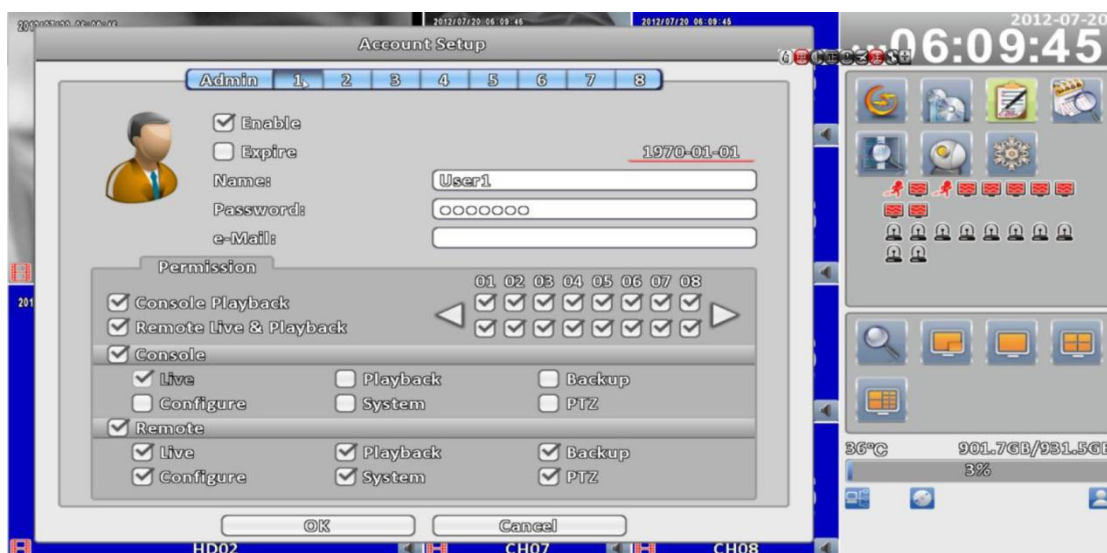 2012/07/20 06:09:46
2012/07/20 06:09:45
2012-07-20
06:09:45
Account Setup
Admin 1 2 3 4 5 6 7 8
Enable
Expire 1970-01-01
Name: User1
Password: ooooooo
e-Mail:
Permission
01 02 03 04 05 06 07 08
Console Playback
Remote Live & Playback
201
Console
Live Playback Backup
Configure System PTZ
Remote
Live Playback Backup
Configure System PTZ
36°C 901.7GB/931.5GB
3%
OK Cancel
HD02 CH07 CH08